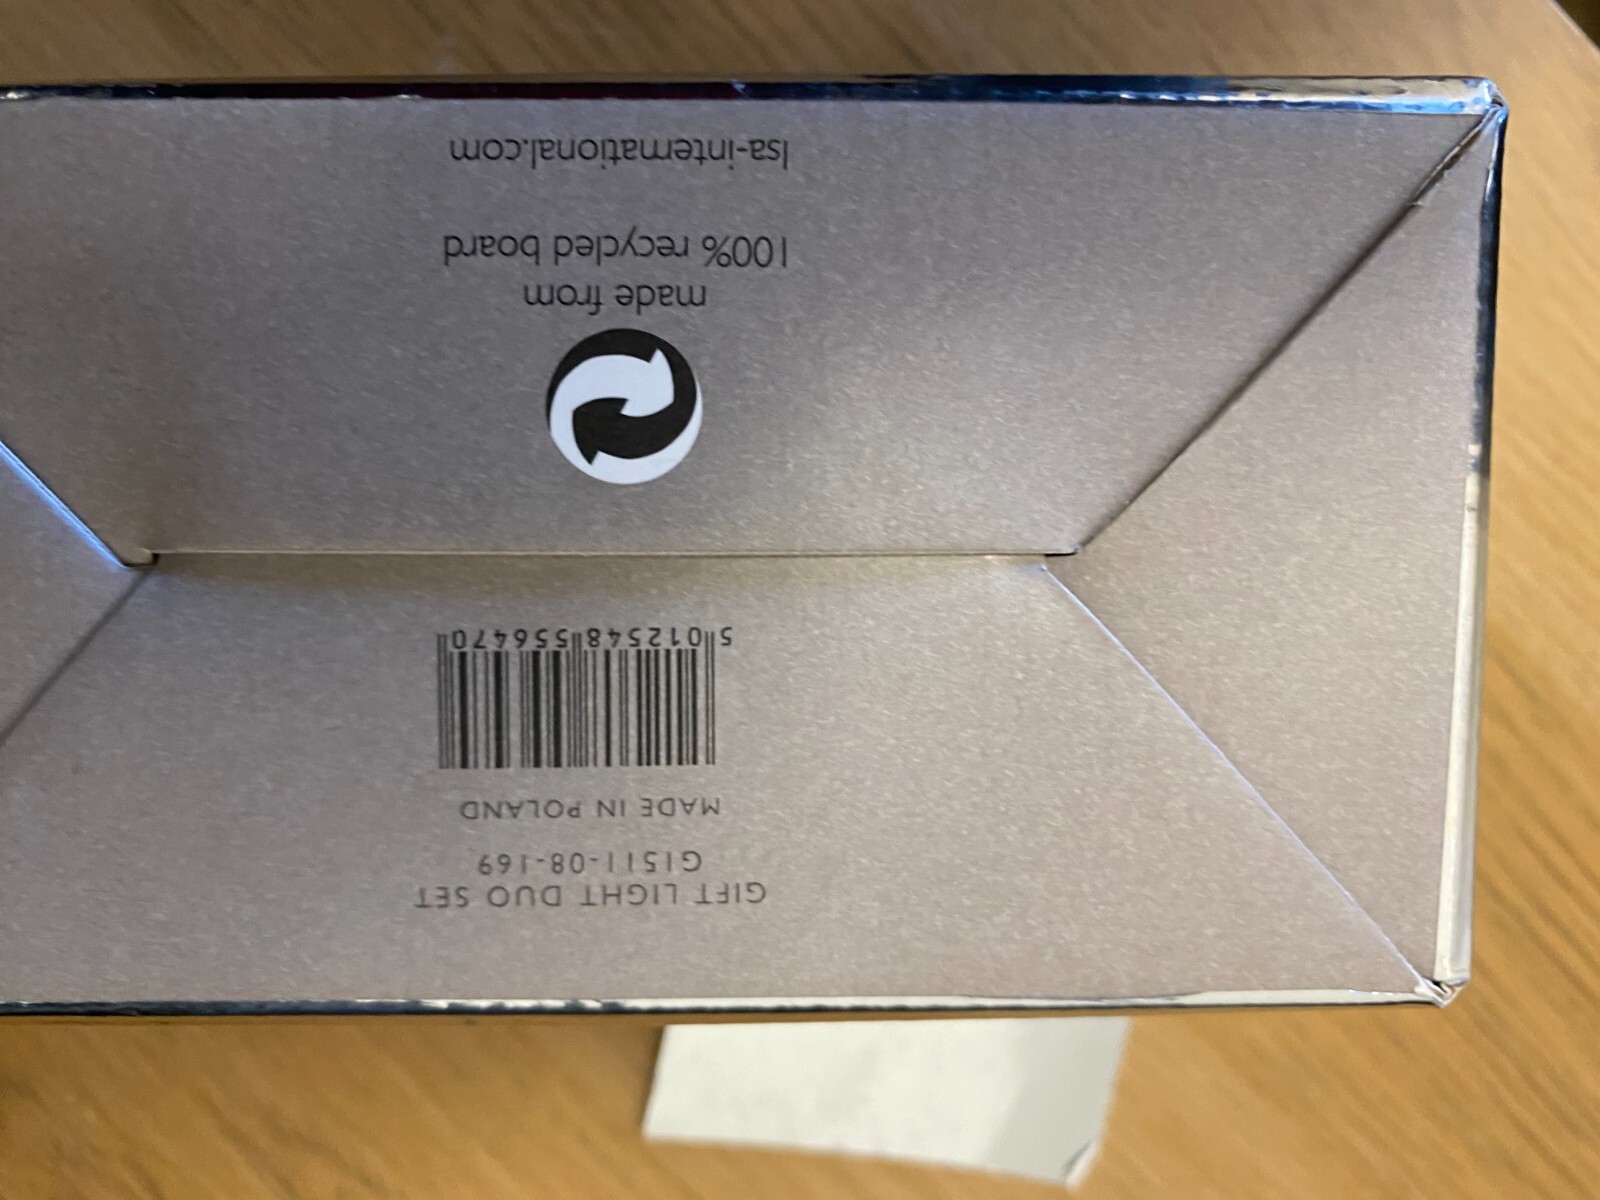 GIFT LIGHT DUO SET
G1511-08-169
MADE IN POLAND
5 012548 556470
made from
100% recycled board
lsa-international.com